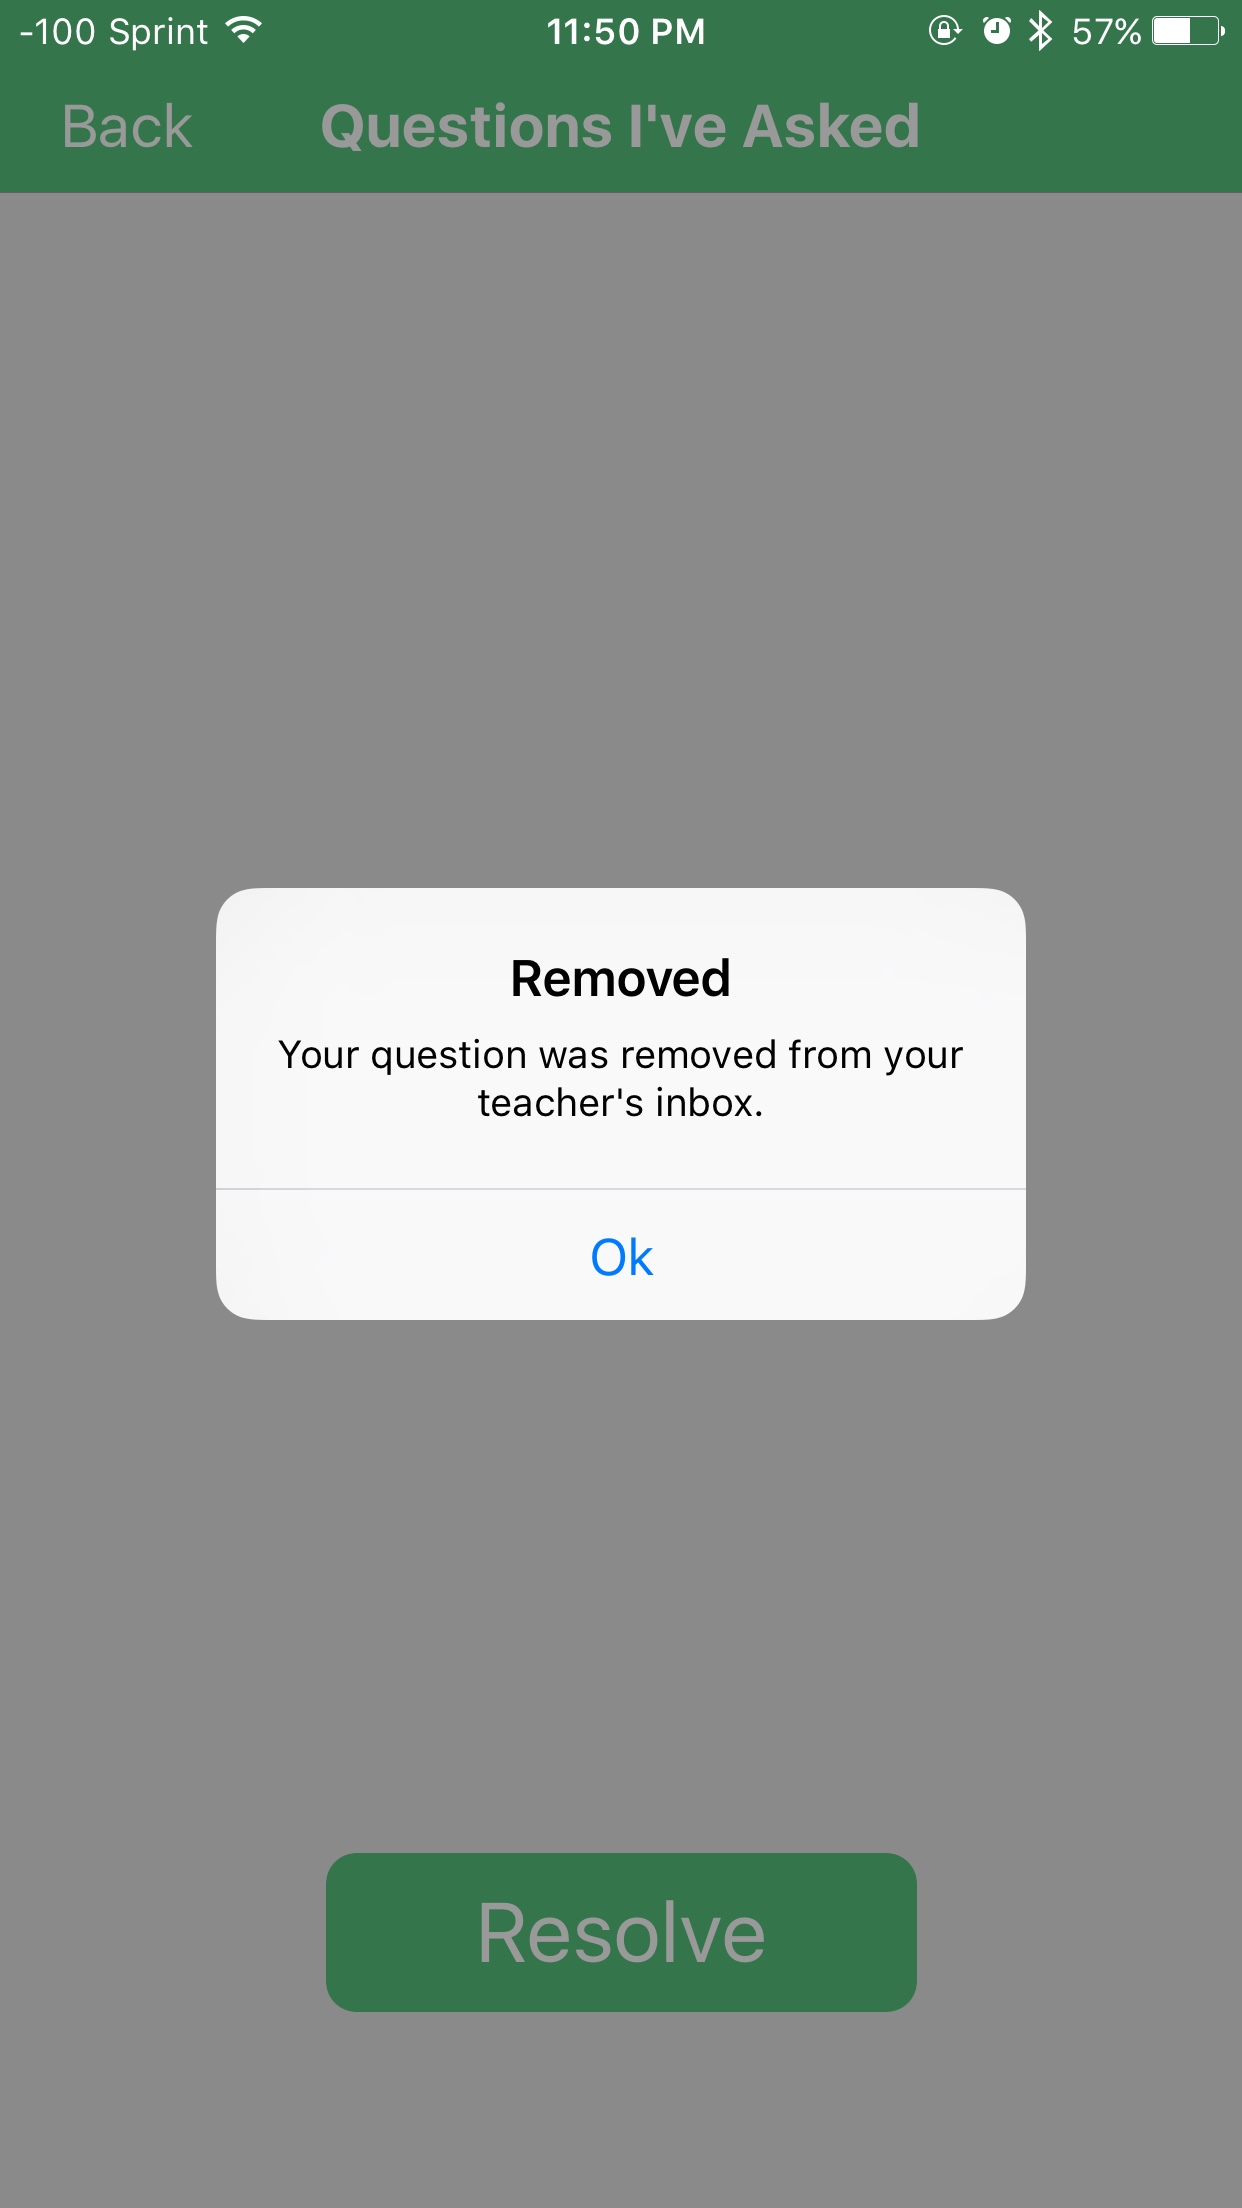 -100 Sprint 11:50 PM 57%
Back Questions I've Asked
Removed
Your question was removed from your
teacher's inbox.
Ok
Resolve